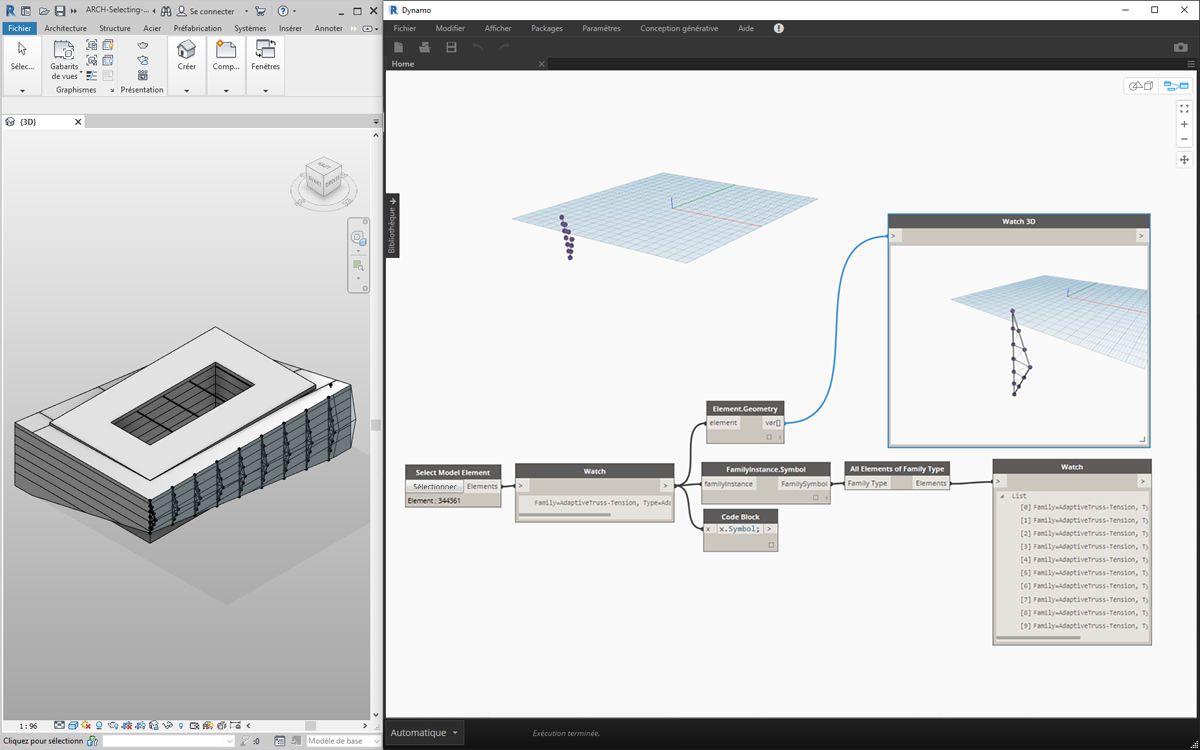 ARCH-Selecting-...
Se connecter
Fichier Architecture Structure Acier Préfabrication Systèmes Insérer Annoter
Sélec...
Gabarits
de vues
Créer
Comp...
Fenêtres
Graphismes
Présentation
{3D}
HAUT
AVANT
DROITE
1 : 96
Cliquez pour sélectionn
:0
Modèle de base
Dynamo
Fichier Modifier Afficher Packages Paramètres Conception générative Aide
Home
Bibliothèque
Watch 3D
> >
Element.Geometry
element var[]
Select Model Element
Sélectionner Elements
Element : 344361
Watch
> >
Family=AdaptiveTruss-Tension, Type=Ada
FamilyInstance.Symbol
familyInstance FamilySymbol
Code Block
x x.Symbol; >
All Elements of Family Type
Family Type Elements
Watch
> >
List
[0] Family=AdaptiveTruss-Tension, Ty
[1] Family=AdaptiveTruss-Tension, Ty
[2] Family=AdaptiveTruss-Tension, Ty
[3] Family=AdaptiveTruss-Tension, Ty
[4] Family=AdaptiveTruss-Tension, Ty
[5] Family=AdaptiveTruss-Tension, Ty
[6] Family=AdaptiveTruss-Tension, Ty
[7] Family=AdaptiveTruss-Tension, Ty
[8] Family=AdaptiveTruss-Tension, Ty
[9] Family=AdaptiveTruss-Tension, Ty
Automatique
Exécution terminée.